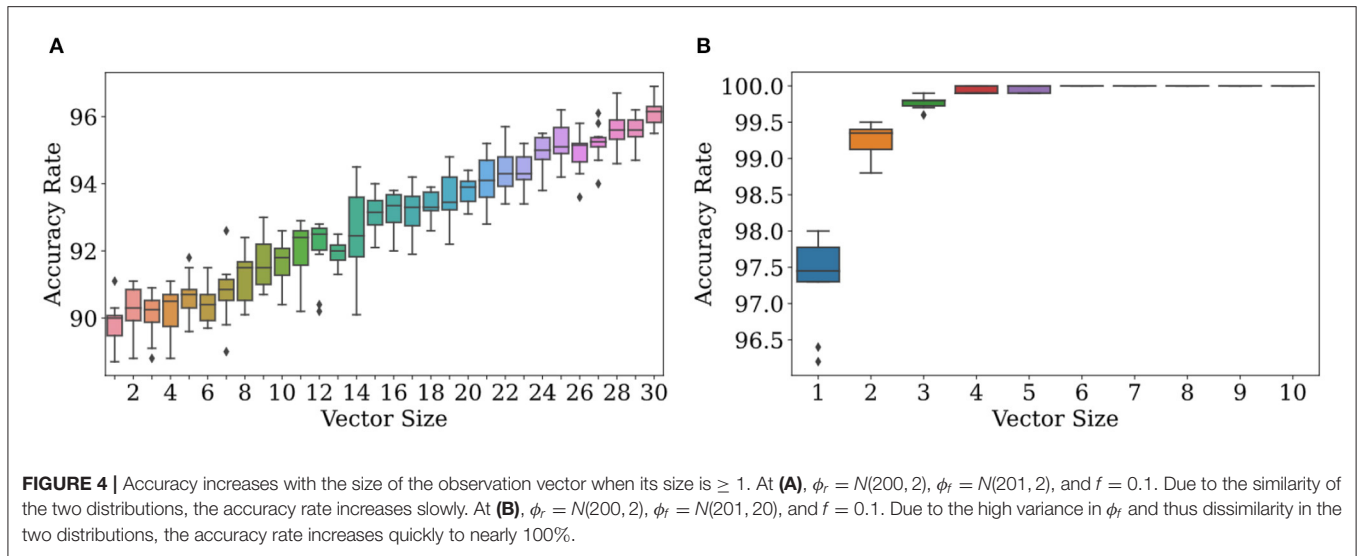 A
Accuracy Rate
96
94
92
90
2 4 6 8 10 12 14 16 18 20 22 24 26 28 30
Vector Size
B
Accuracy Rate
100.0
99.5
99.0
98.5
98.0
97.5
97.0
96.5
1 2 3 4 5 6 7 8 9 10
Vector Size
FIGURE 4 | Accuracy increases with the size of the observation vector when its size is ≥ 1. At (A), ϕr = N(200, 2), ϕf = N(201, 2), and f = 0.1. Due to the similarity of
the two distributions, the accuracy rate increases slowly. At (B), ϕr = N(200, 2), ϕf = N(201, 20), and f = 0.1. Due to the high variance in ϕf and thus dissimilarity in the
two distributions, the accuracy rate increases quickly to nearly 100%.